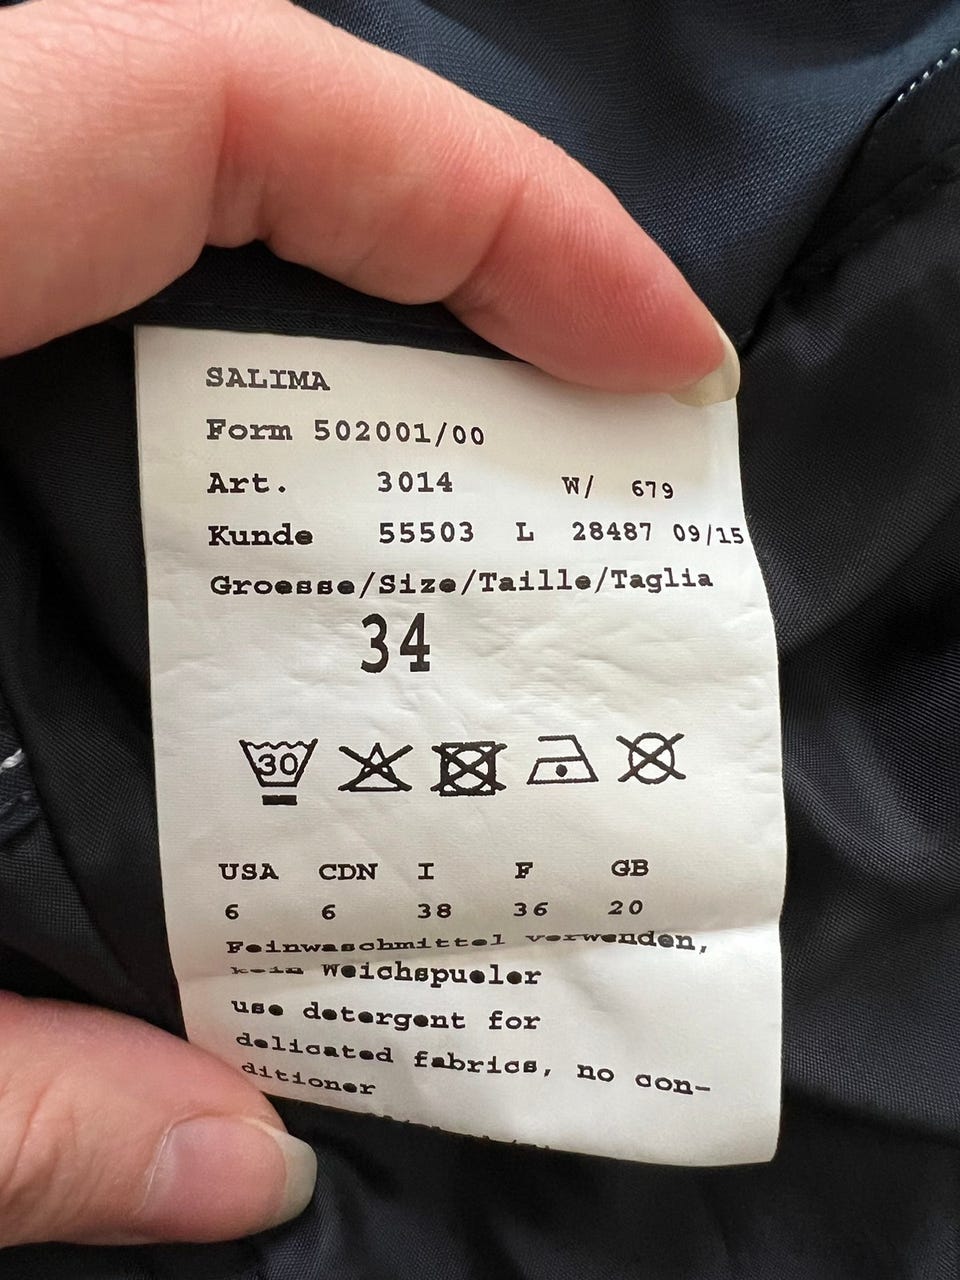 SALIMA
Form 502001/00
Art. 3014 W/ 679
Kunde 55503 L 28487 09/15
Groesse/Size/Taille/Taglia
34
30
USA CDN I F GB
6 6 38 36 20
Feinwaschmittel verwenden,
kein Weichspueler
use detergent for
delicated fabrics, no con-
ditioner